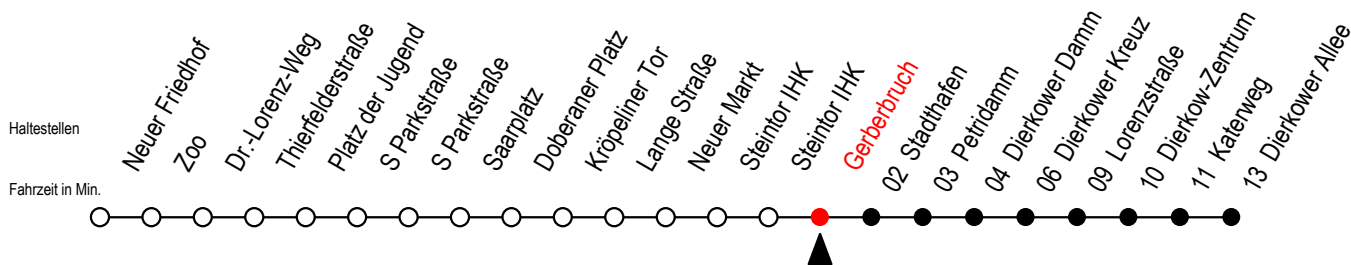 Haltestellen
Fahrzeit in Min.
Neuer Friedhof
Zoo
Dr.-Lorenz-Weg
Thierfelderstraße
Platz der Jugend
S Parkstraße
S Parkstraße
Saarplatz
Doberaner Platz
Kröpeliner Tor
Lange Straße
Neuer Markt
Steintor IHK
Steintor IHK
Gerberbruch
02 Stadthafen
03 Petridamm
04 Dierkower Damm
06 Dierkower Kreuz
09 Lorenzstraße
10 Dierkow-Zentrum
11 Katenweg
13 Dierkower Allee